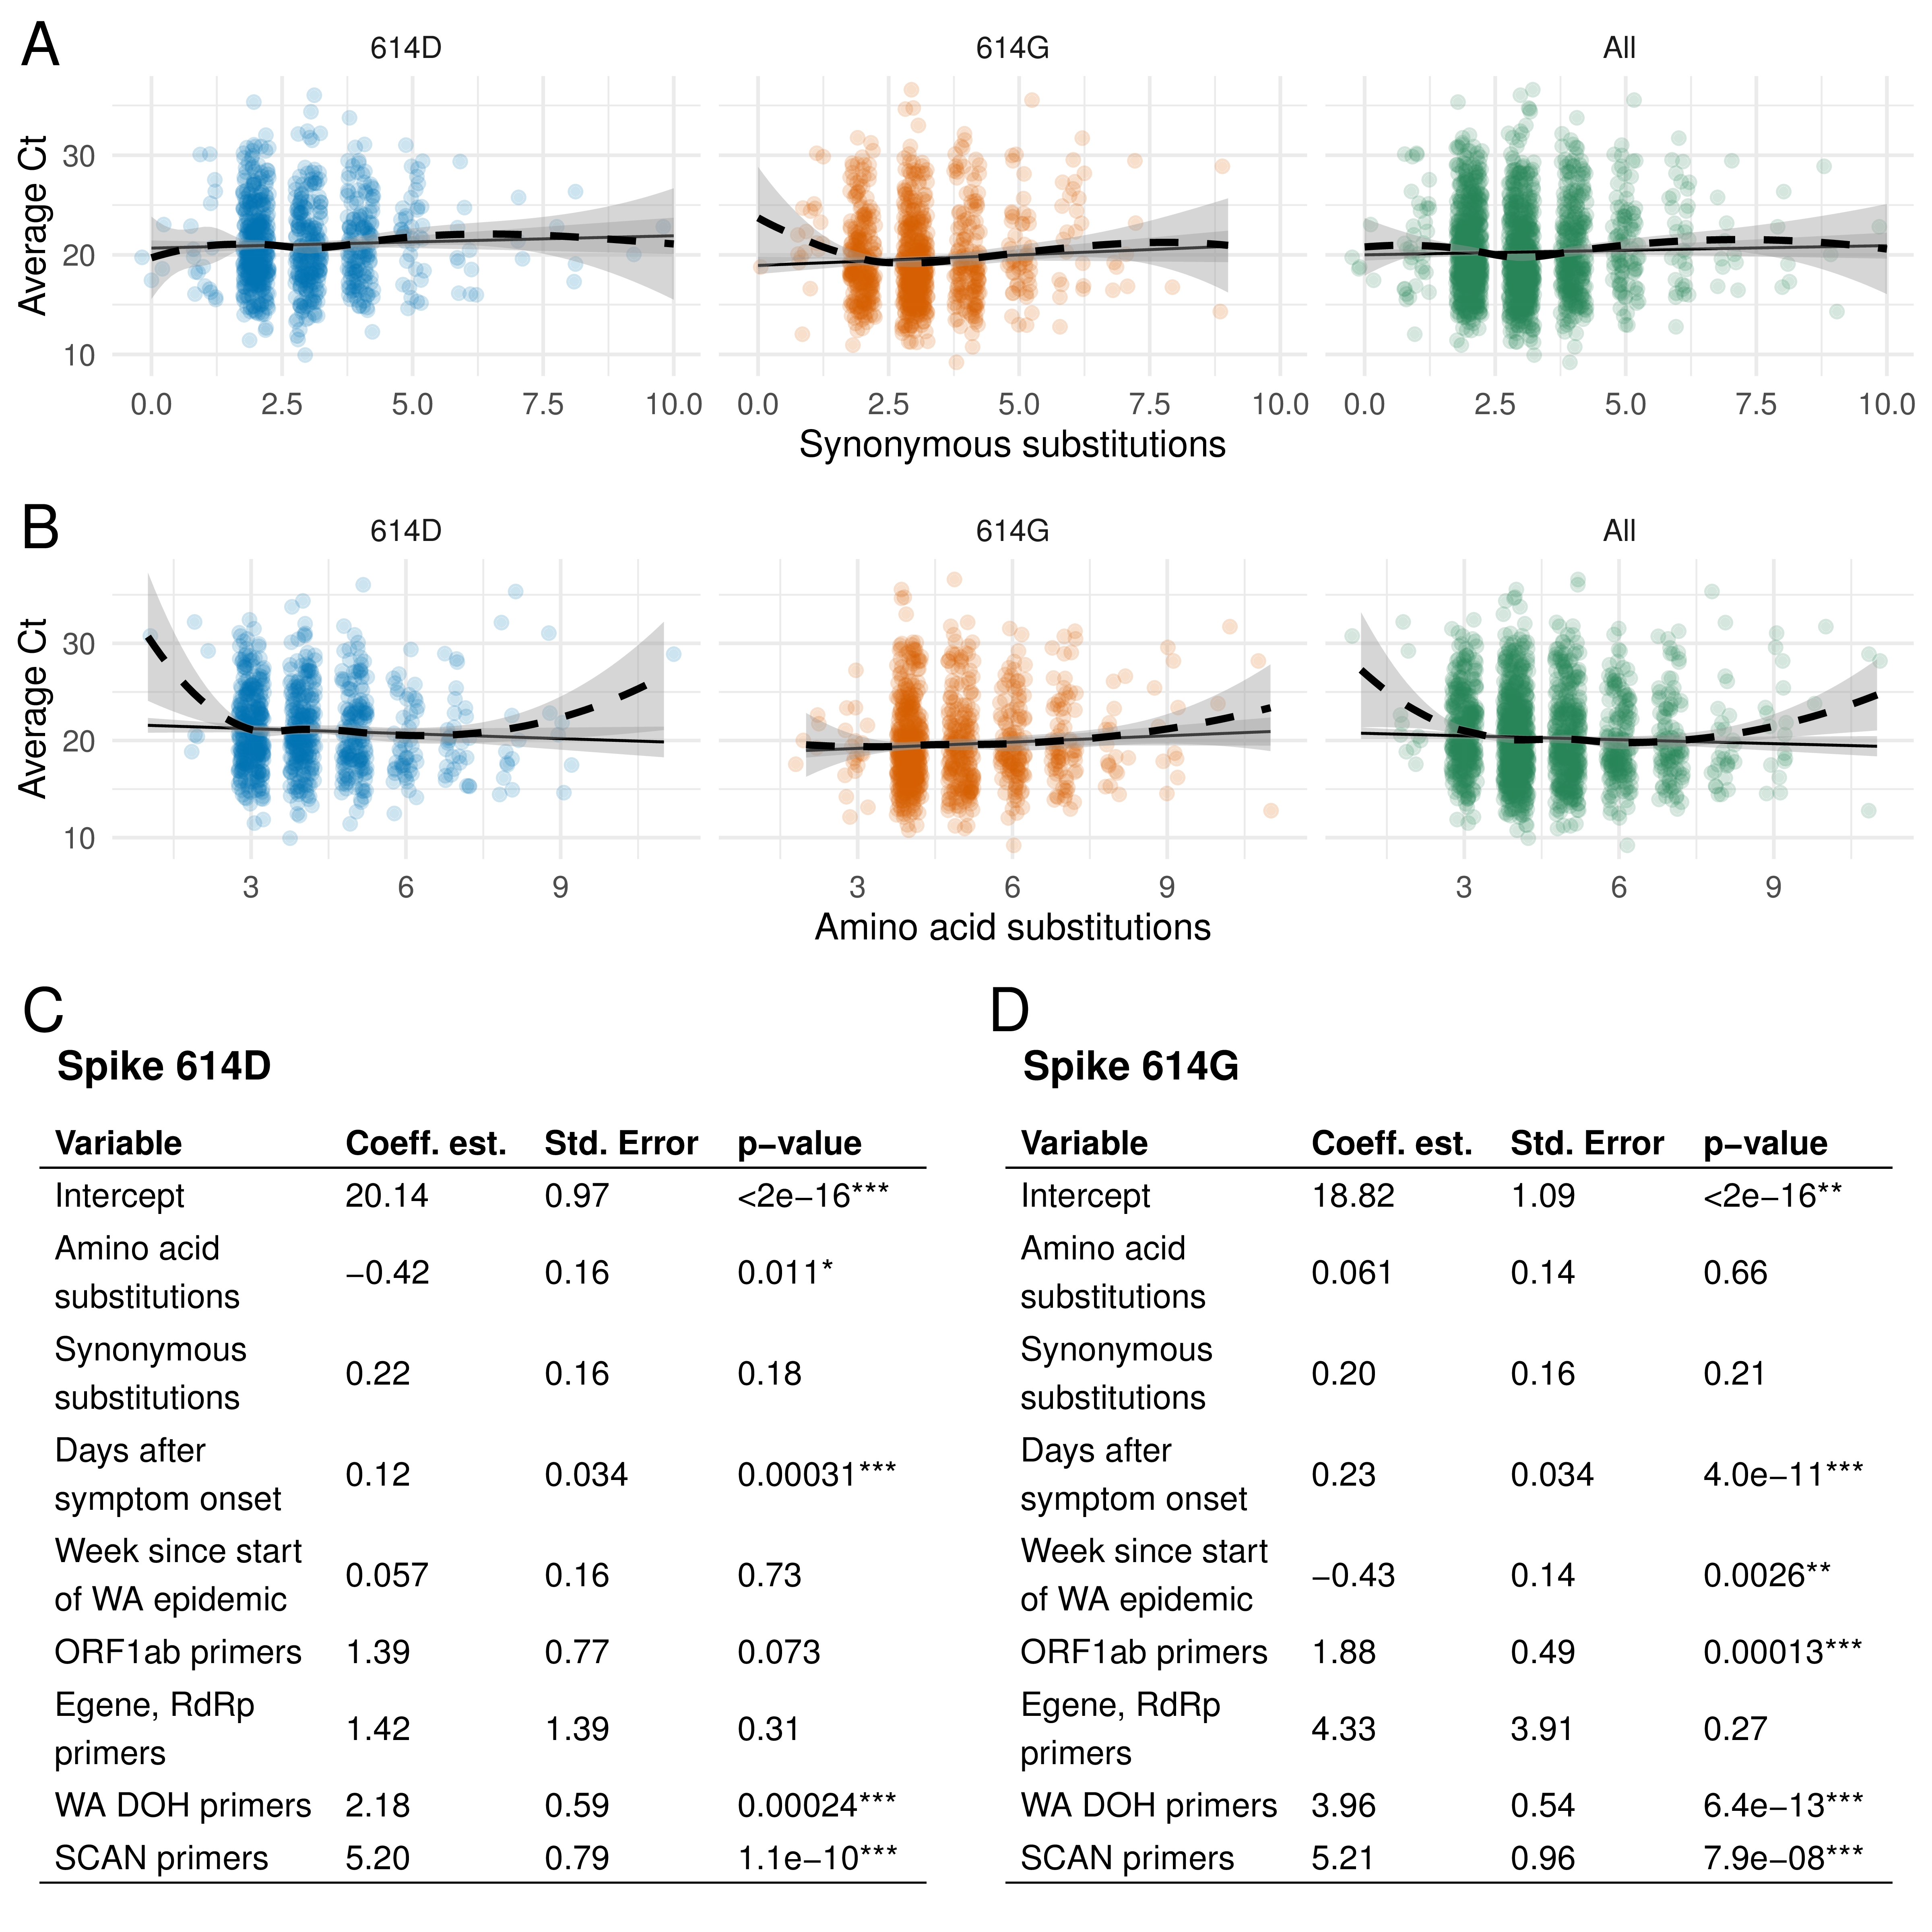 A
614D 614G All
Average Ct
30
20
10
0.0 2.5 5.0 7.5 10.0 0.0 2.5 5.0 7.5 10.0 0.0 2.5 5.0 7.5 10.0
Synonymous substitutions
B
614D 614G All
Average Ct
30
20
10
3 6 9 3 6 9 3 6 9
Amino acid substitutions
C
Spike 614D
Variable Coeff. est. Std. Error p−value
Intercept 20.14 0.97 <2e−16***
Amino acid
substitutions
−0.42 0.16 0.011*
Synonymous
substitutions
0.22 0.16 0.18
Days after
symptom onset
0.12 0.034 0.00031***
Week since start
of WA epidemic
0.057 0.16 0.73
ORF1ab primers 1.39 0.77 0.073
Egene, RdRp
primers
1.42 1.39 0.31
WA DOH primers 2.18 0.59 0.00024***
SCAN primers 5.20 0.79 1.1e−10***
D
Spike 614G
Variable Coeff. est. Std. Error p−value
Intercept 18.82 1.09 <2e−16**
Amino acid
substitutions
0.061 0.14 0.66
Synonymous
substitutions
0.20 0.16 0.21
Days after
symptom onset
0.23 0.034 4.0e−11***
Week since start
of WA epidemic
−0.43 0.14 0.0026**
ORF1ab primers 1.88 0.49 0.00013***
Egene, RdRp
primers
4.33 3.91 0.27
WA DOH primers 3.96 0.54 6.4e−13***
SCAN primers 5.21 0.96 7.9e−08***